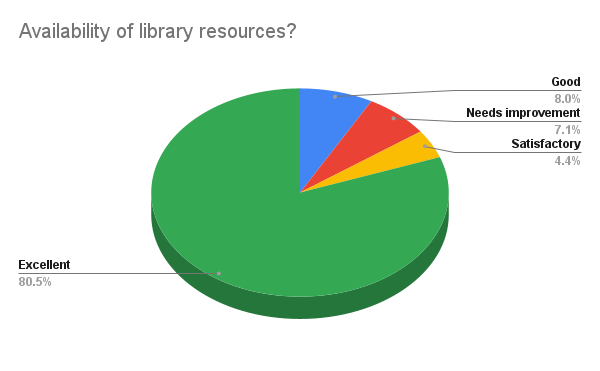 Availability of library resources?
Good
8.0%
Needs improvement
7.1%
Satisfactory
4.4%
Excellent
80.5%